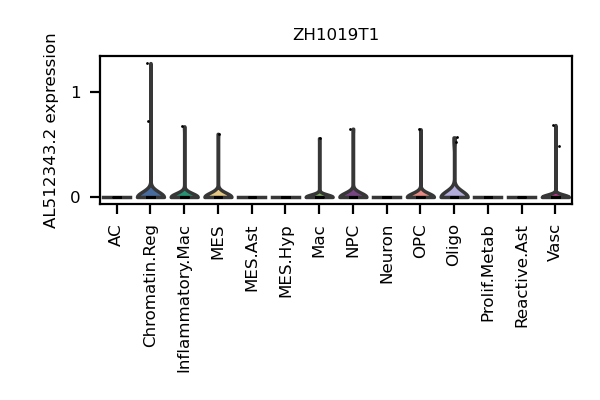 ZH1019T1
AL512343.2 expression
1
0
AC
Chromatin.Reg
Inflammatory.Mac
MES
MES.Ast
MES.Hyp
Mac
NPC
Neuron
OPC
Oligo
Prolif.Metab
Reactive.Ast
Vasc